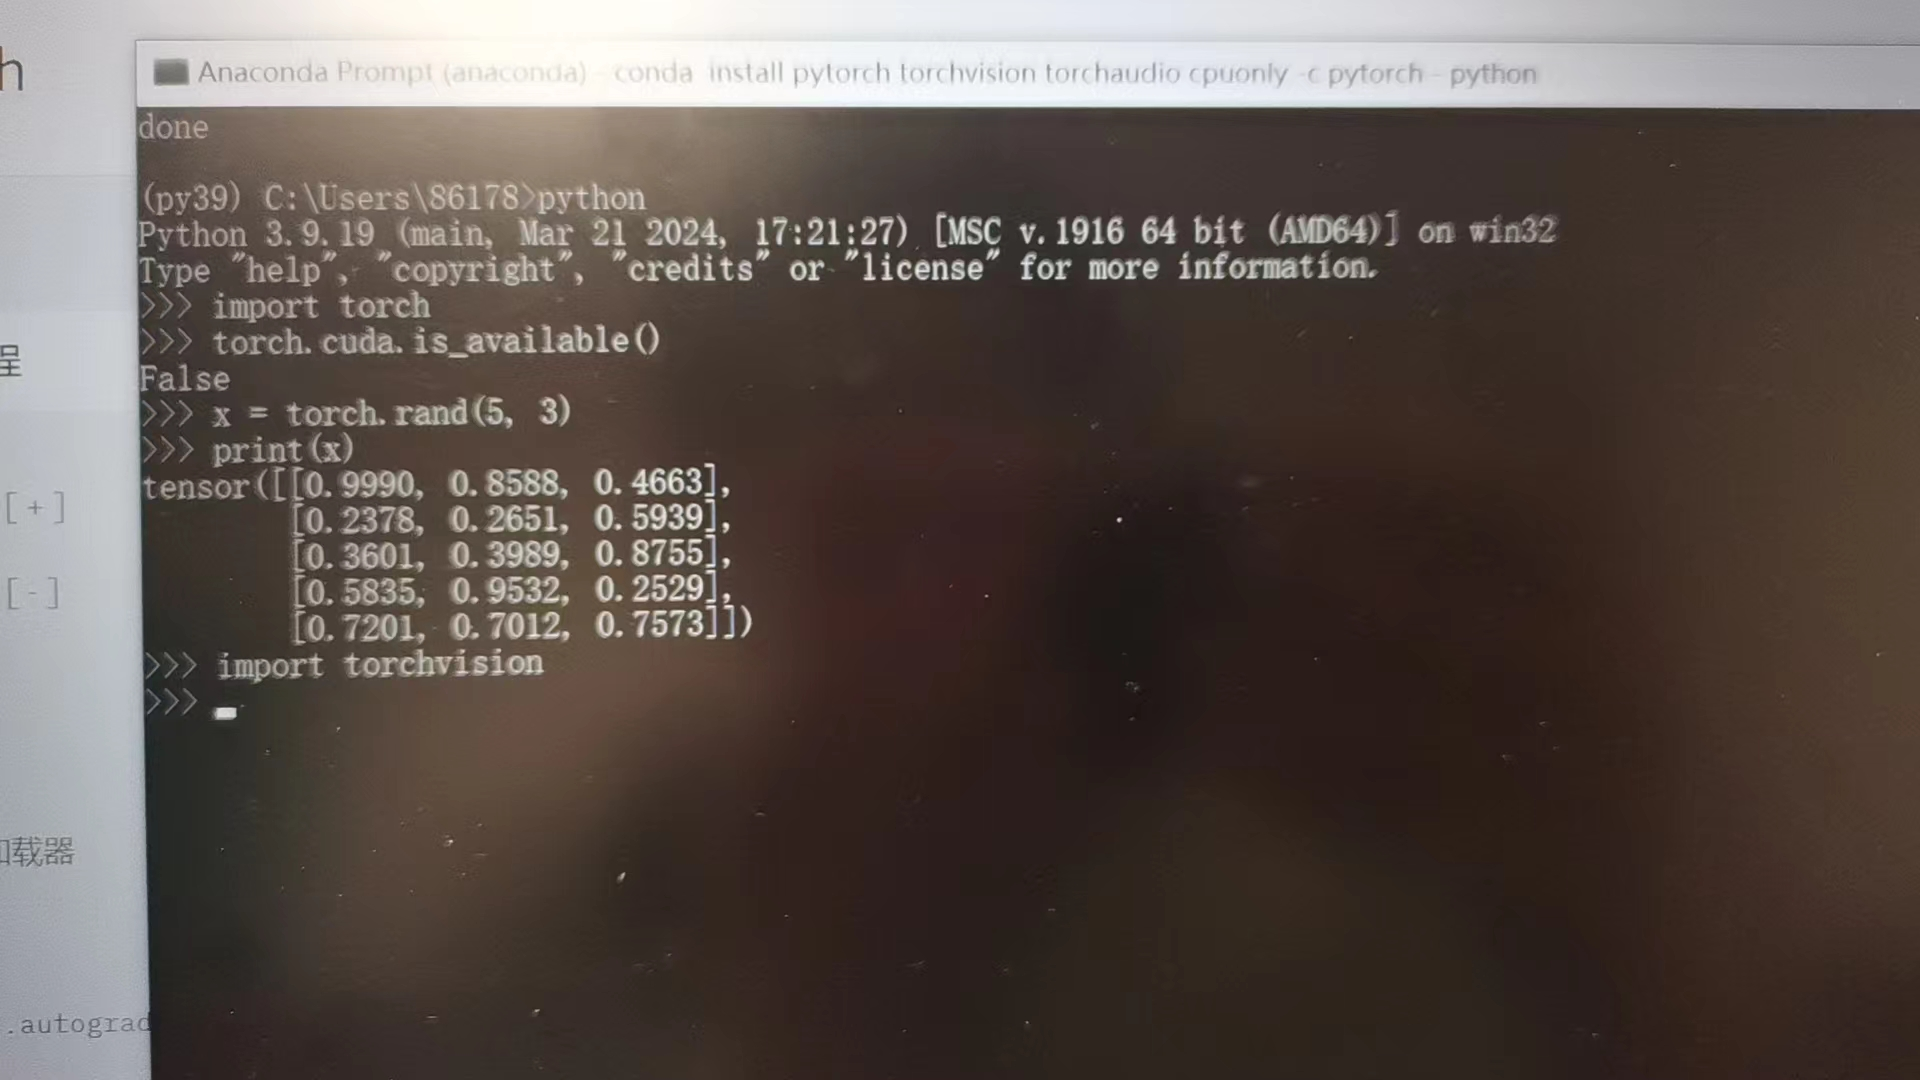 h
Anaconda Prompt (anaconda) - conda install pytorch torchvision torchaudio cpuonly -c pytorch - python
done
(py39) C:\Users\86178>python
Python 3.9.19 (main, Mar 21 2024, 17:21:27) [MSC v.1916 64 bit (AMD64)] on win32
Type "help", "copyright", "credits" or "license" for more information.
>>> import torch
>>> torch.cuda.is_available()
程
False
>>> x = torch.rand(5, 3)
>>> print(x)
tensor([[0.9990, 0.8588, 0.4663],
[+]
[0.2378, 0.2651, 0.5939],
[0.3601, 0.3989, 0.8755],
[-]
[0.5835, 0.9532, 0.2529],
[0.7201, 0.7012, 0.7573]])
>>> import torchvision
>>>
载器
.autograd